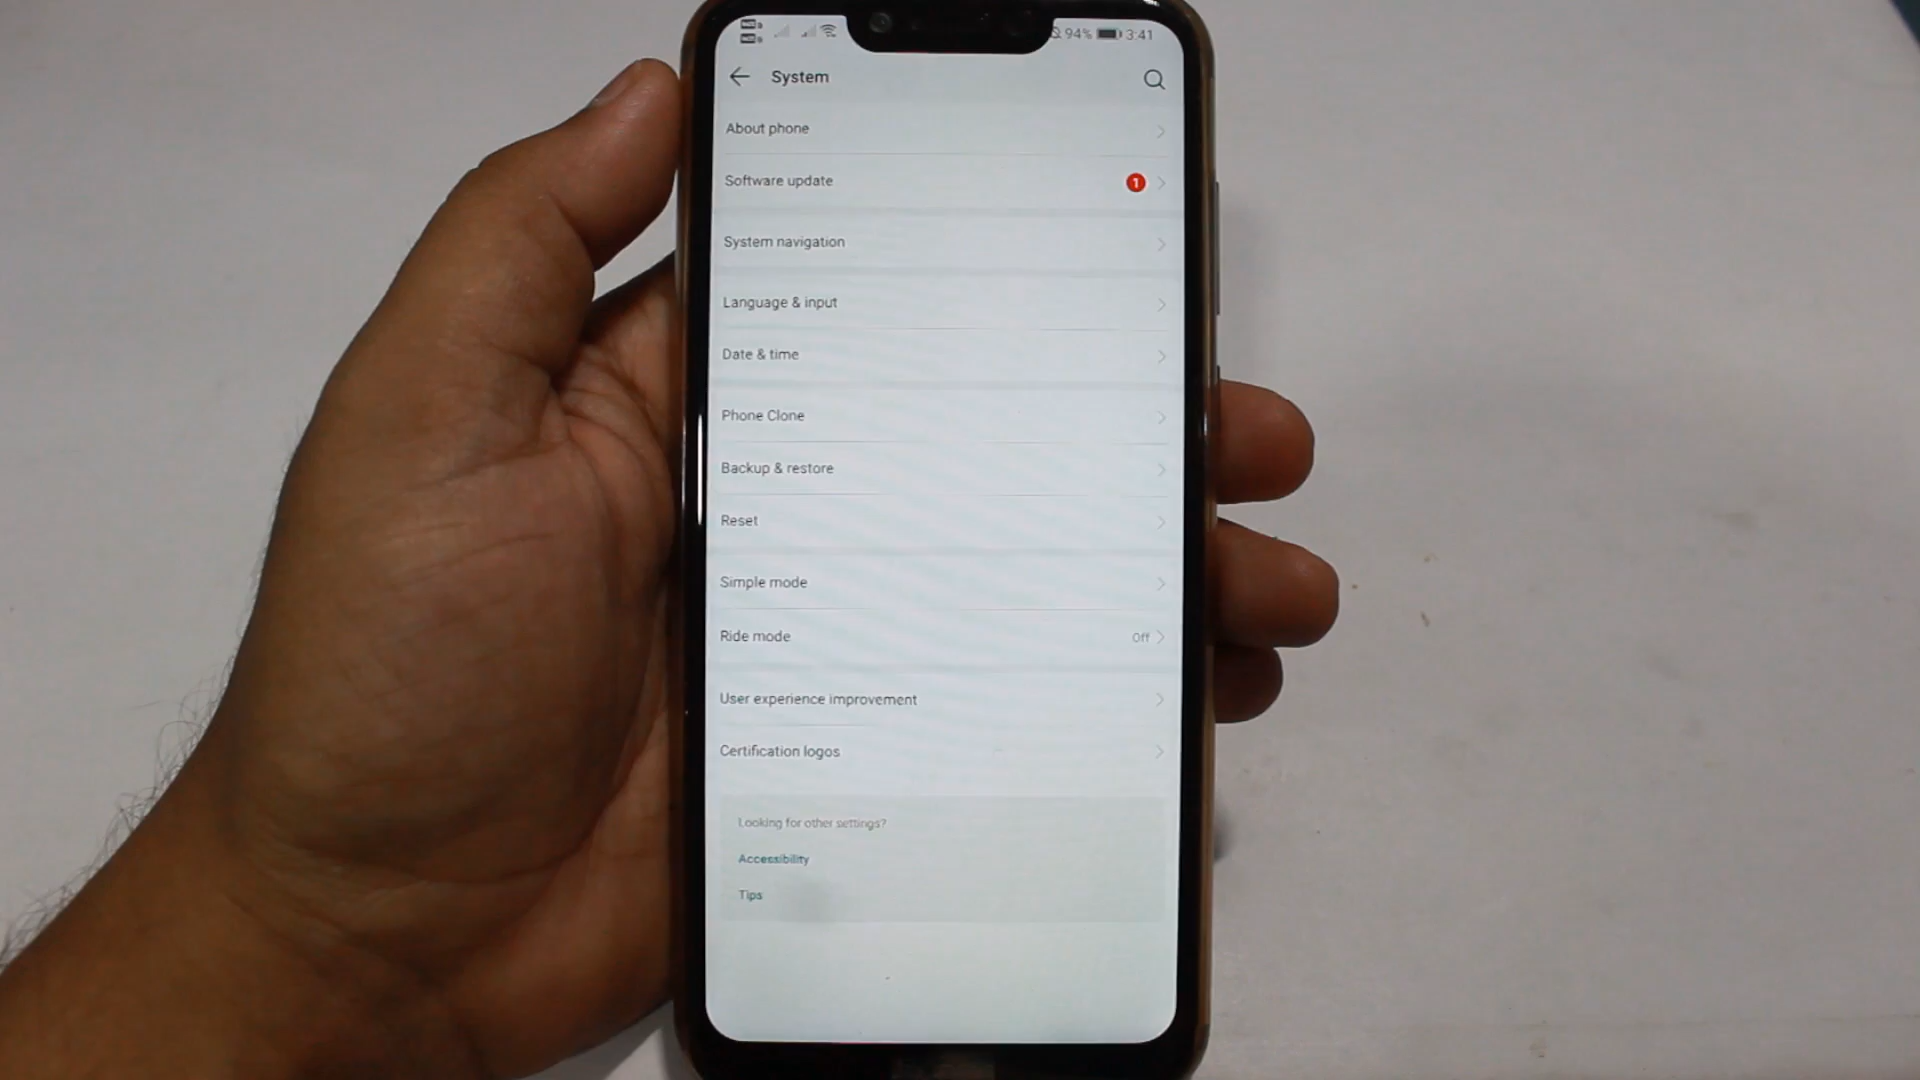 94% 3:41
System
About phone
Software update 1
System navigation
Language & input
Date & time
Phone Clone
Backup & restore
Reset
Simple mode
Ride mode Off
User experience improvement
Certification logos
Looking for other settings?
Accessibility
Tips